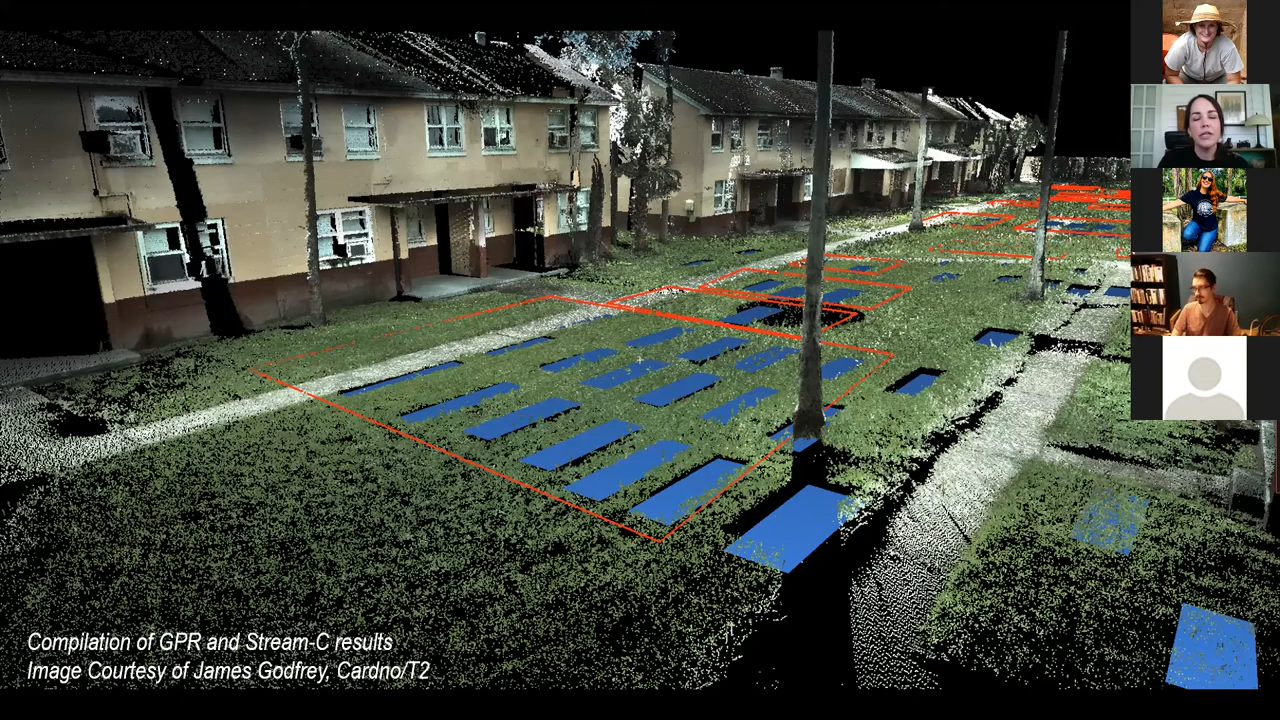 Compilation of GPR and Stream-C results
Image Courtesy of James Godfrey, Cardno/T2